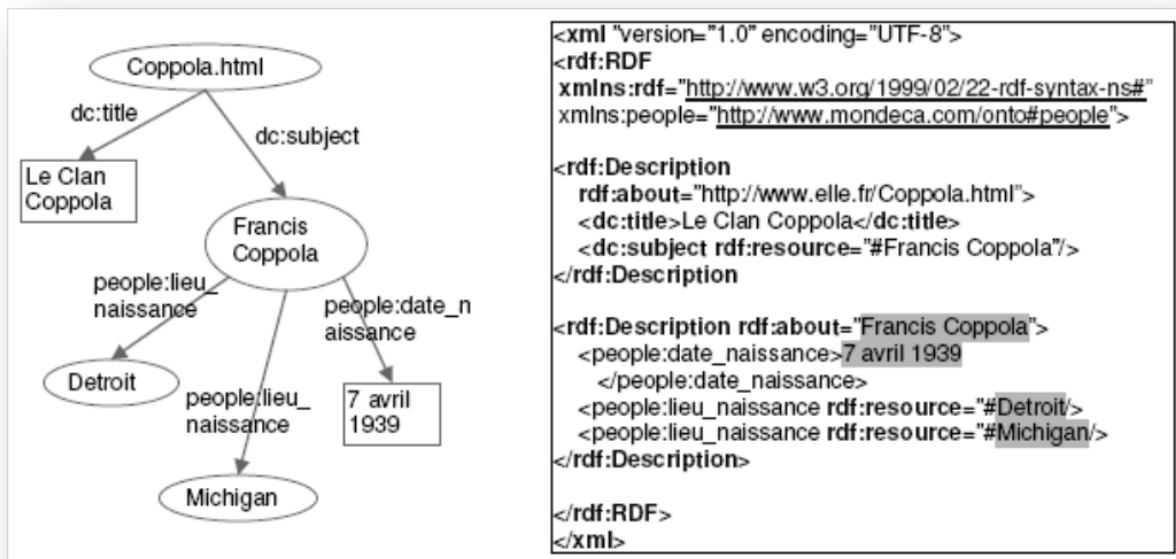 Coppola.html
dc:title
dc:subject
Le Clan
Coppola
Francis
Coppola
people:lieu_
naissance
people:date_n
aissance
Detroit
people:lieu_
naissance
7 avril
1939
Michigan
<xml "version="1.0" encoding="UTF-8">
<rdf:RDF
xmlns:rdf="http://www.w3.org/1999/02/22-rdf-syntax-ns#"
xmlns:people="http://www.mondeca.com/onto#people">
<rdf:Description
rdf:about="http://www.elle.fr/Coppola.html">
<dc:title>Le Clan Coppola</dc:title>
<dc:subject rdf:resource="#Francis Coppola"/>
</rdf:Description
<rdf:Description rdf:about="Francis Coppola">
<people:date_naissance>7 avril 1939
</people:date_naissance>
<people:lieu_naissance rdf:resource="#Detroit/>
<people:lieu_naissance rdf:resource="#Michigan/>
</rdf:Description>
</rdf:RDF>
</xml>